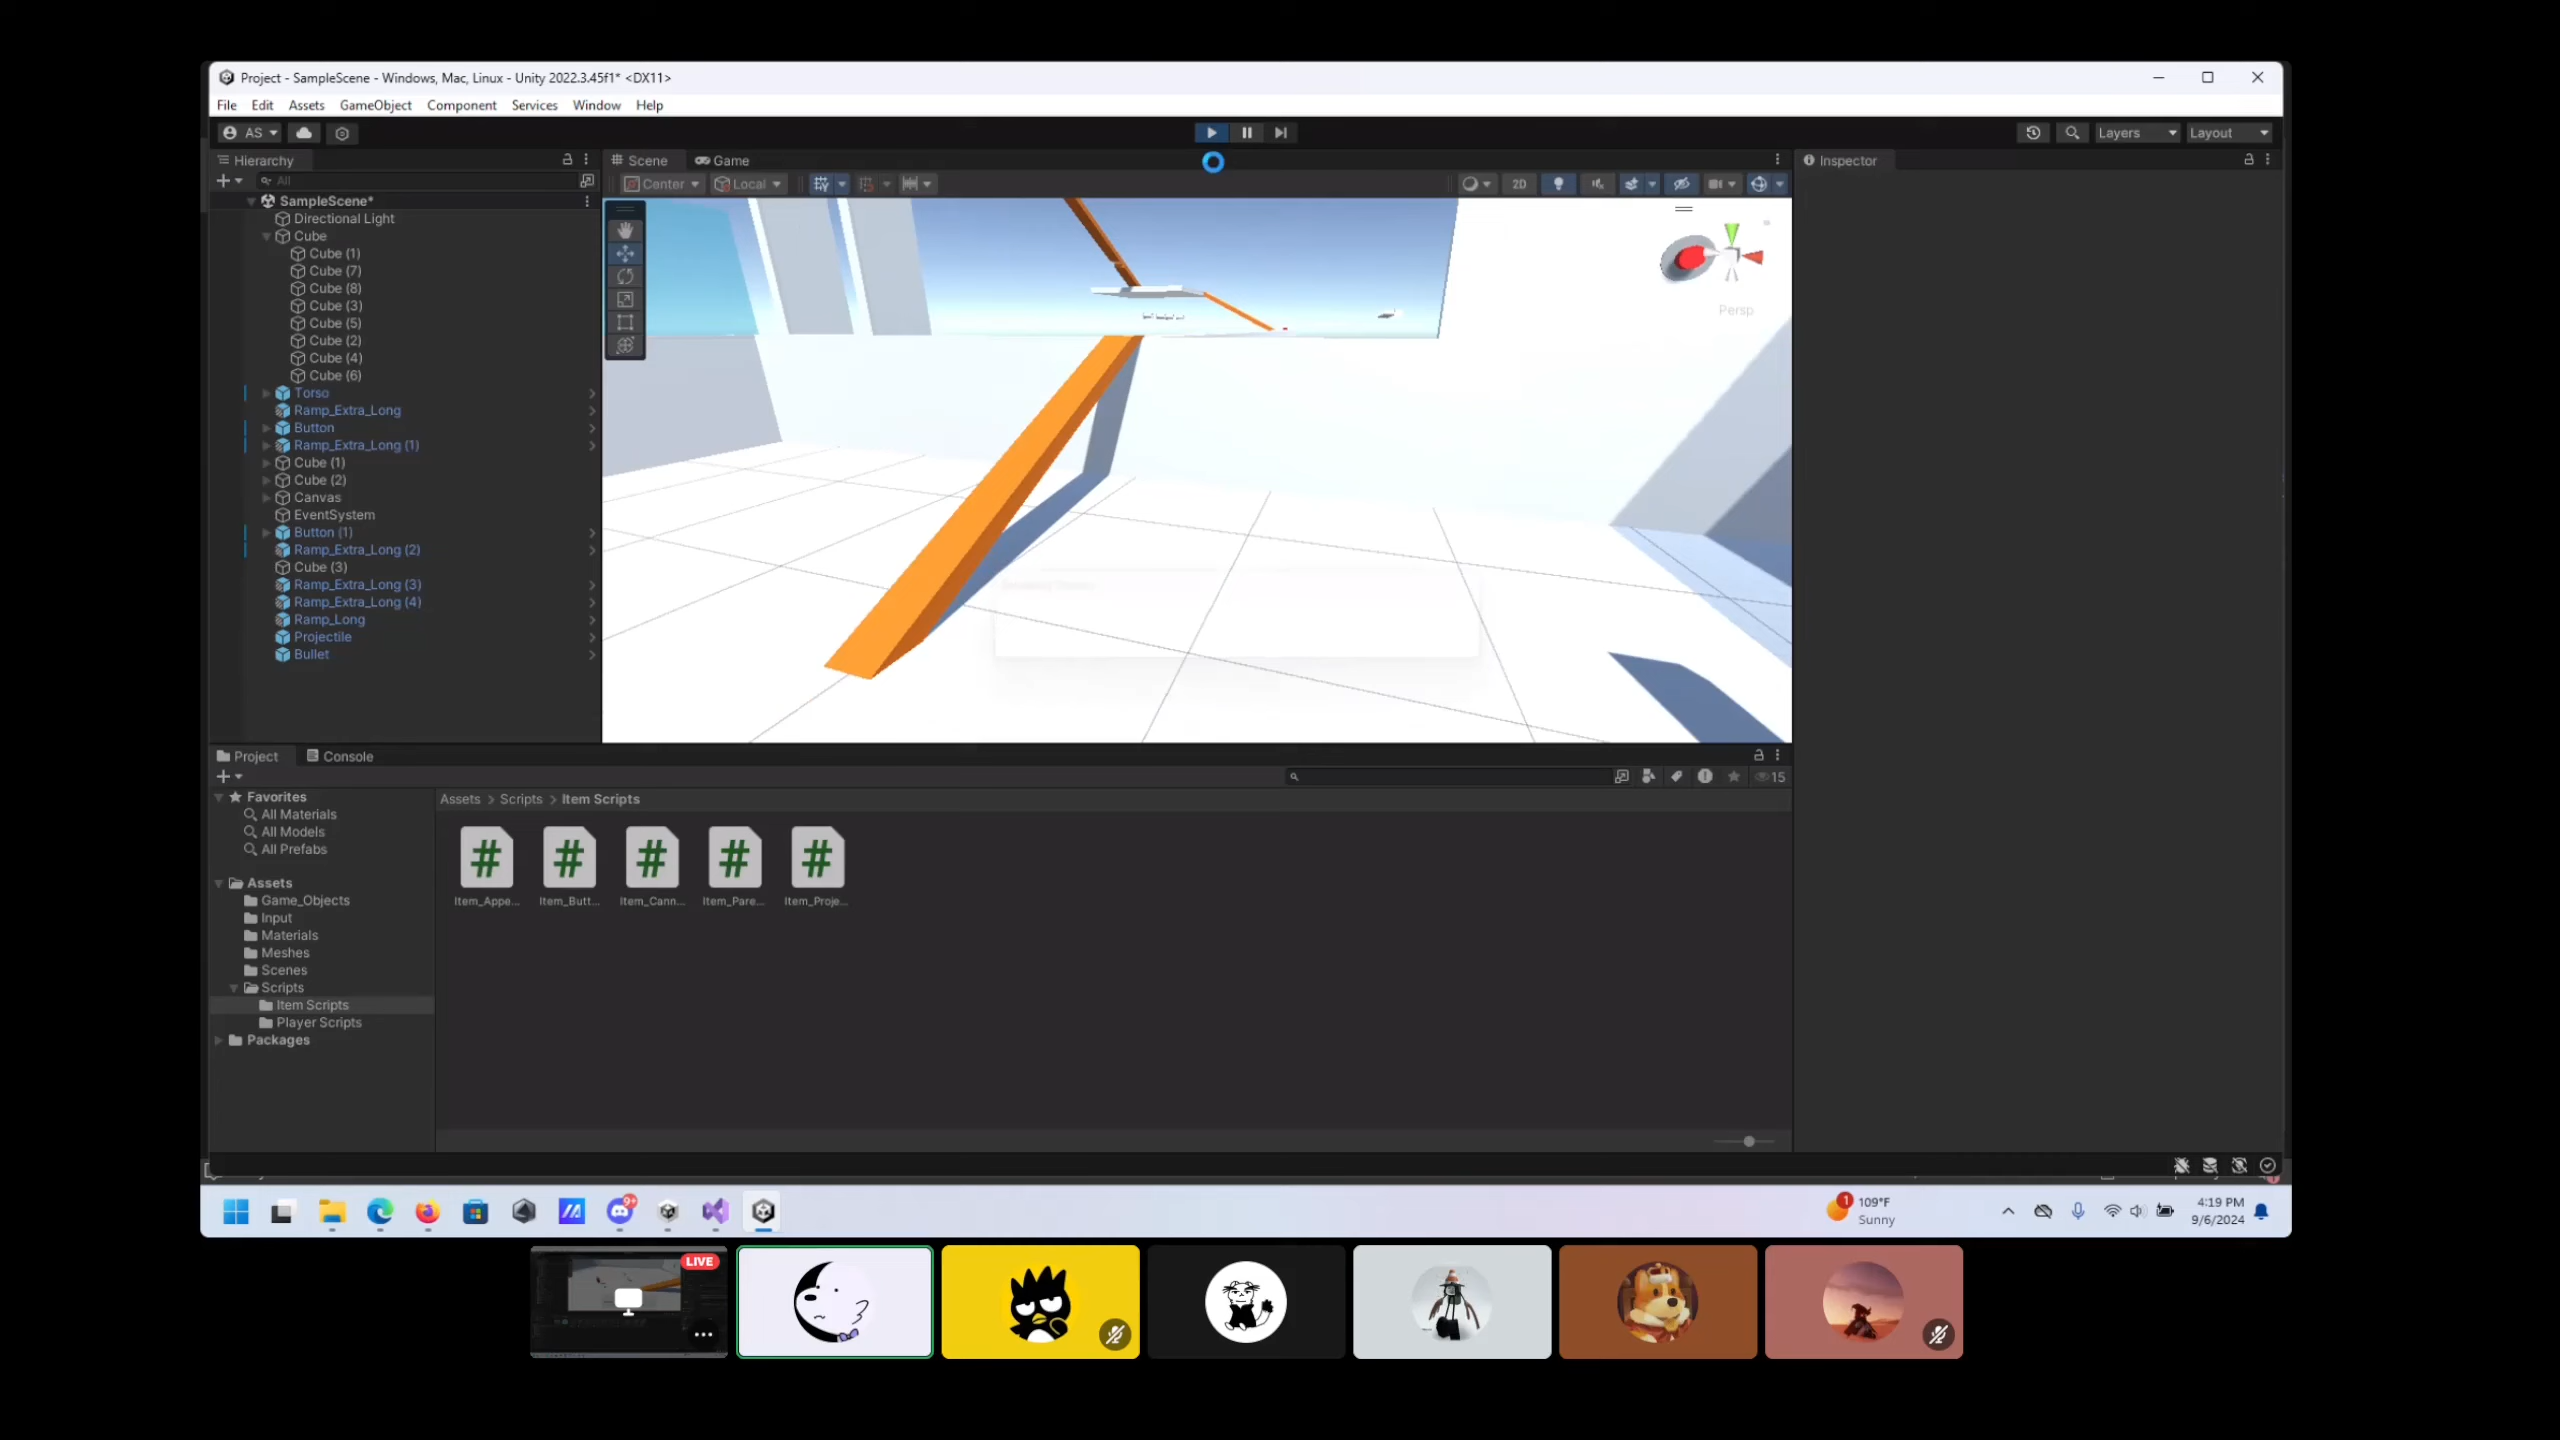 Project - SampleScene - Windows, Mac, Linux - Unity 2022.3.45f1* <DX11>
File Edit Assets GameObject Component Services Window Help
AS
Layers Layout
Hierarchy
Scene Game
Inspector
All
Center Local
2D
SampleScene*
Directional Light
Cube
Cube (1)
Cube (7)
Cube (8)
Cube (3)
Cube (5)
Cube (2)
Cube (4)
Cube (6)
Torso
Ramp_Extra_Long
Button
Ramp_Extra_Long (1)
Cube (1)
Cube (2)
Canvas
EventSystem
Button (1)
Ramp_Extra_Long (2)
Cube (3)
Ramp_Extra_Long (3)
Ramp_Extra_Long (4)
Ramp_Long
Projectile
Bullet
Persp
Project Console
15
Favorites
All Materials
All Models
All Prefabs
Assets
Game_Objects
Input
Materials
Meshes
Scenes
Scripts
Item Scripts
Player Scripts
Packages
Assets > Scripts > Item Scripts
# # # # #
Item_Appe... Item_Butt... Item_Cann... Item_Pare... Item_Proje...
9+
1
109°F
Sunny
4:19 PM
9/6/2024
LIVE